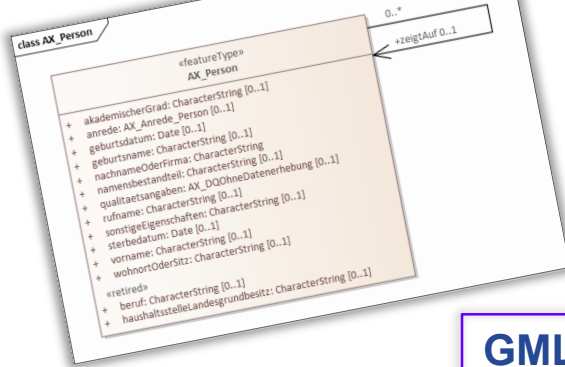 class AX_Person
0..*
+zeigtAuf 0..1
«featureType»
AX_Person
+ akademischerGrad: CharacterString [0..1]
+ anrede: AX_Anrede_Person [0..1]
+ geburtsdatum: Date [0..1]
+ geburtsname: CharacterString [0..1]
+ nachnameOderFirma: CharacterString
+ namensbestandteil: CharacterString [0..1]
+ qualitaetsangaben: AX_DQOhneDatenerhebung [0..1]
+ rufname: CharacterString [0..1]
+ sonstigeEigenschaften: CharacterString [0..1]
+ sterbedatum: Date [0..1]
+ vorname: CharacterString [0..1]
+ wohnortOderSitz: CharacterString [0..1]
«retired»
+ beruf: CharacterString [0..1]
+ haushaltsstelleLandesgrundbesitz: CharacterString [0..1]
GML